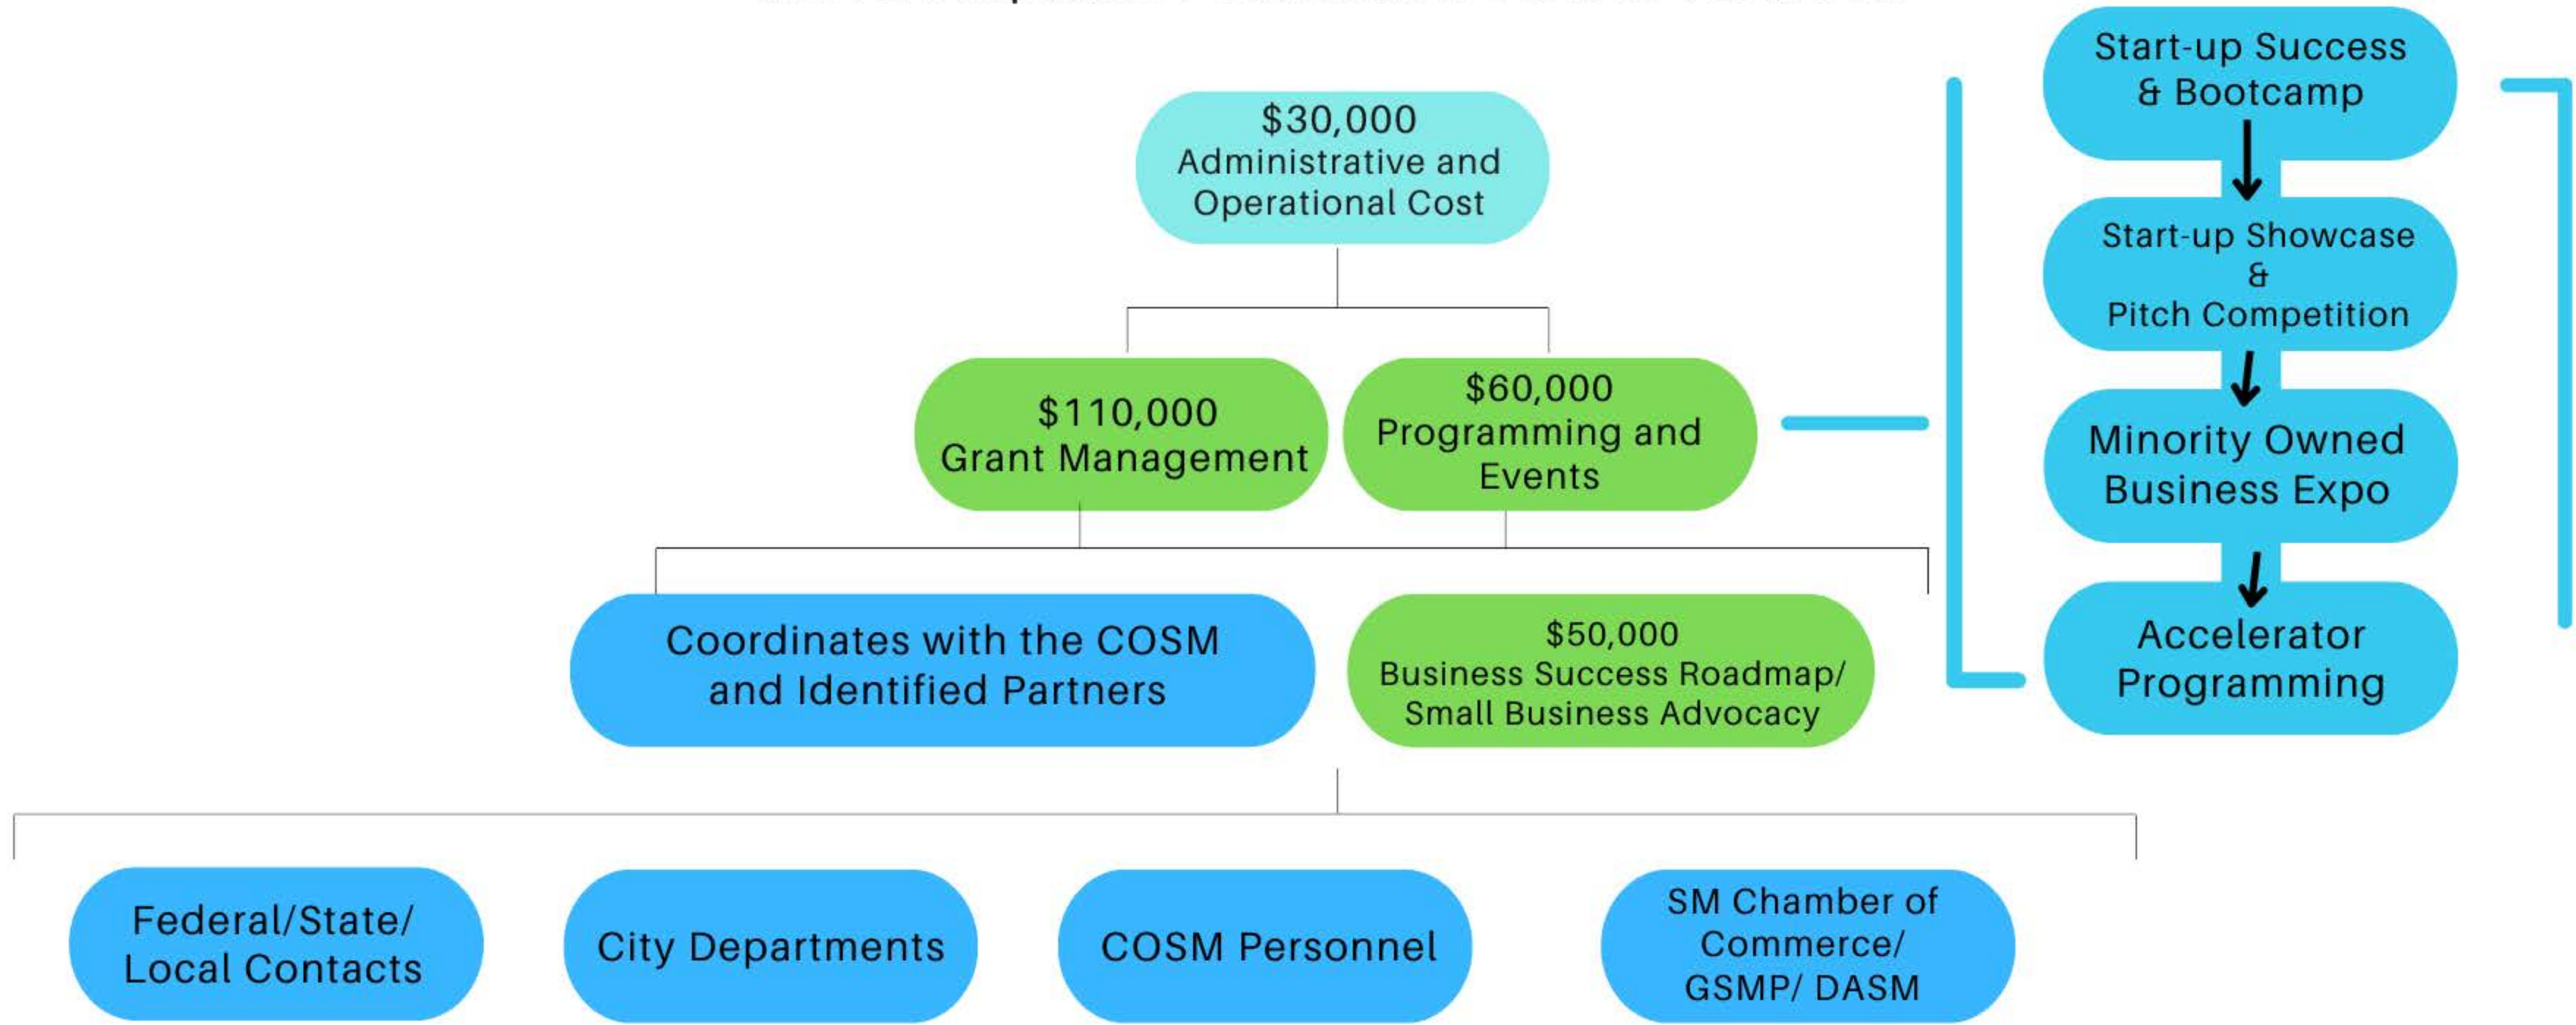 $30,000
Administrative and
Operational Cost
$110,000
Grant Management
$60,000
Programming and
Events
Coordinates with the COSM
and Identified Partners
$50,000
Business Success Roadmap/
Small Business Advocacy
Federal/State/
Local Contacts
City Departments
COSM Personnel
SM Chamber of
Commerce/
GSMP/ DASM
Start-up Success
& Bootcamp
Start-up Showcase
&
Pitch Competition
Minority Owned
Business Expo
Accelerator
Programming